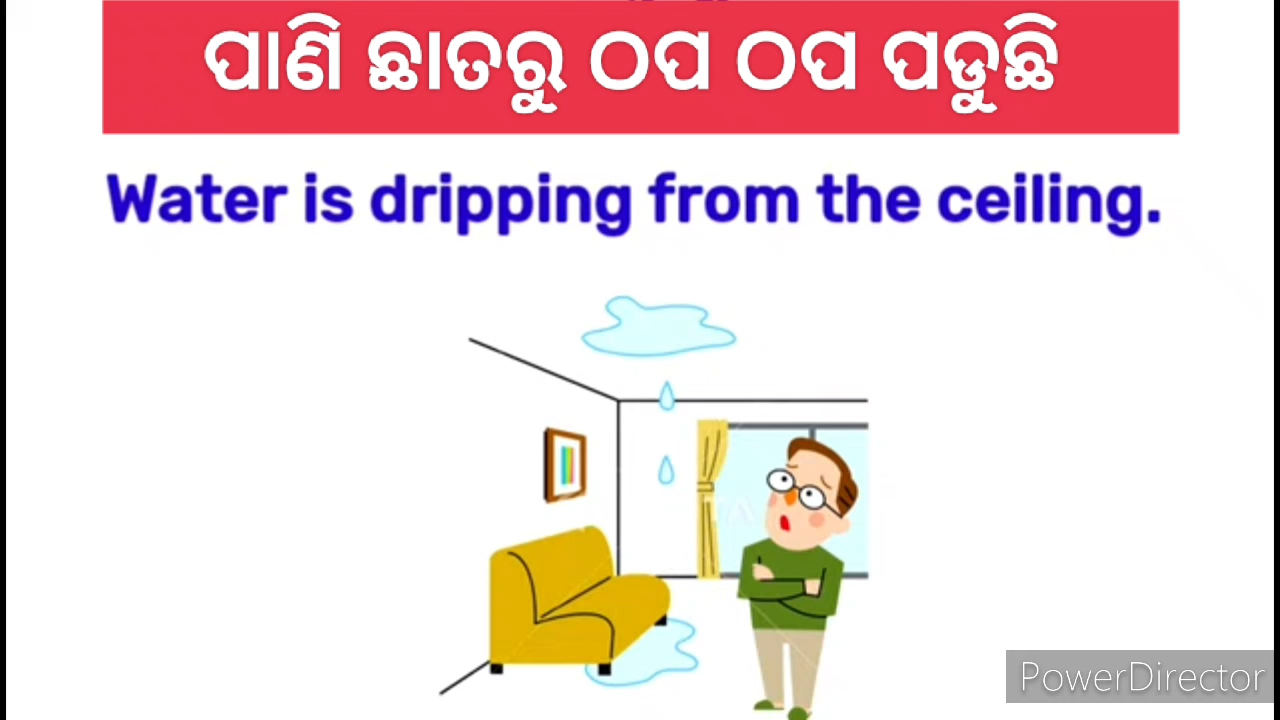 ପାଣି ଛାତରୁ ଠପ ଠପ ପଡୁଛି
Water is dripping from the ceiling.
PowerDirector